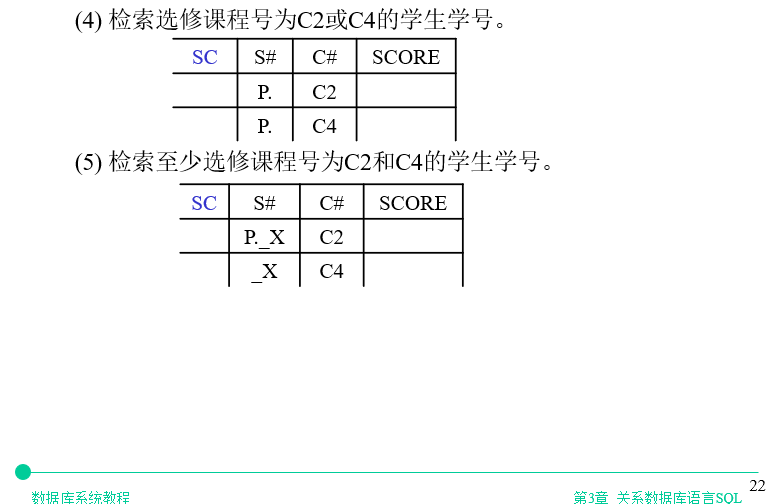 (4) 检索选修课程号为C2或C4的学生学号。
SC S# C# SCORE
P. C2
P. C4
(5) 检索至少选修课程号为C2和C4的学生学号。
SC S# C# SCORE
P._X C2
_X C4
22
数据库系统教程 第3章 关系数据库语言SQL